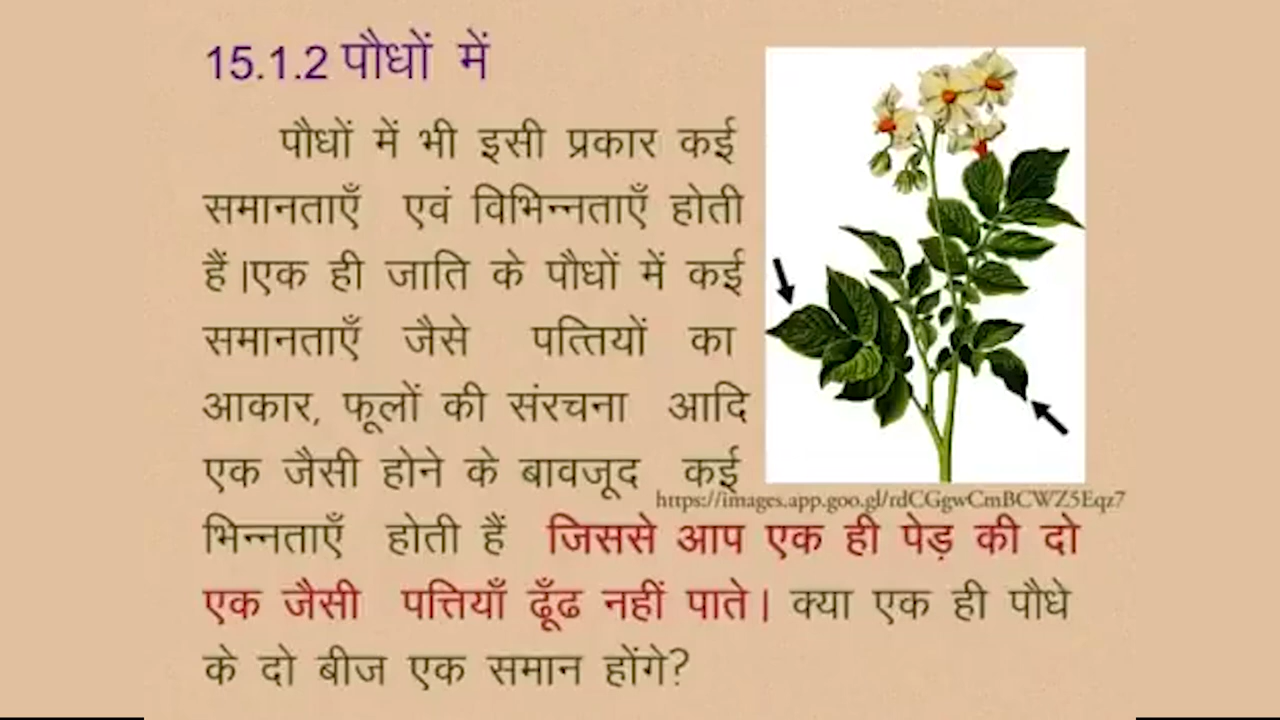 15.1.2 पौधों में
पौधों में भी इसी प्रकार कई
समानताएँ एवं विभिन्नताएँ होती
हैं।एक ही जाति के पौधों में कई
समानताएँ जैसे पत्तियों का
आकार, फूलों की संरचना आदि
एक जैसी होने के बावजूद कई
https://images.app.goo.gl/rdCGgwCmBCWZ5Eqz7
भिन्नताएँ होती हैं जिससे आप एक ही पेड़ की दो
एक जैसी पत्तियाँ ढूँढ नहीं पाते। क्या एक ही पौधे
के दो बीज एक समान होंगे?